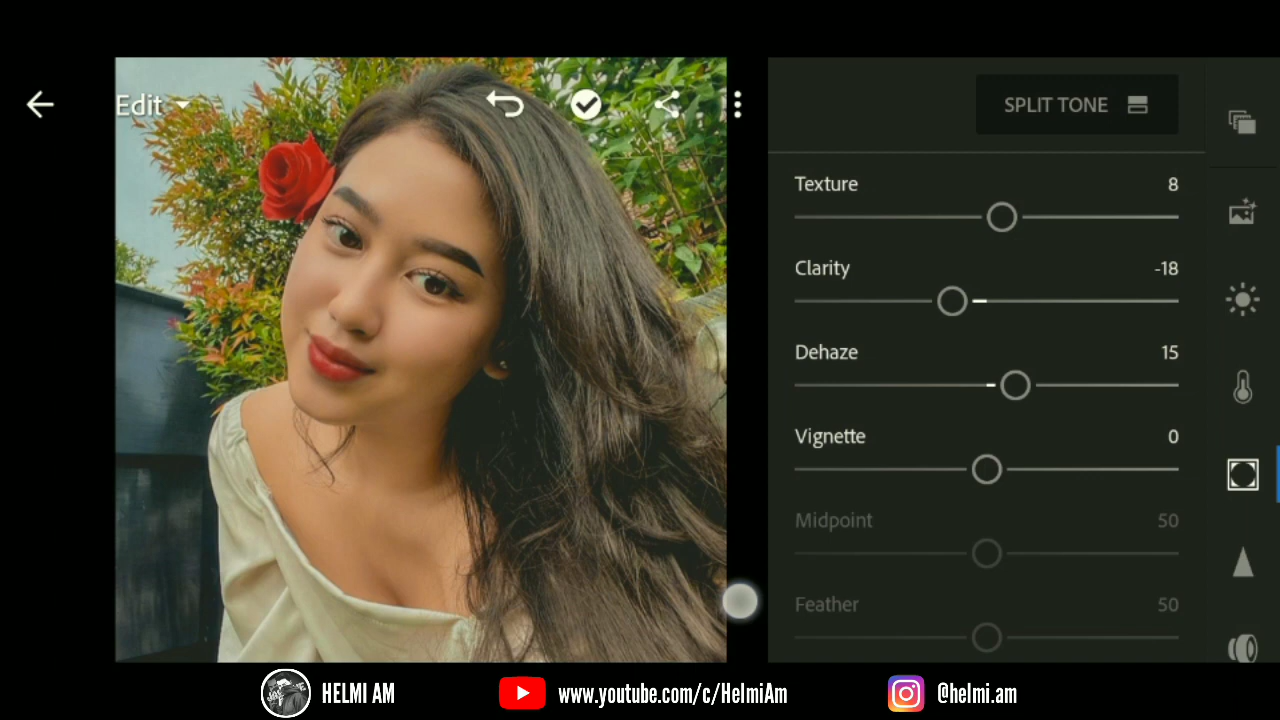 Edit
SPLIT TONE
Texture 8
Clarity -18
Dehaze 15
Vignette 0
Midpoint 50
Feather 50
HELMI AM www.youtube.com/c/HelmiAm @helmi.am